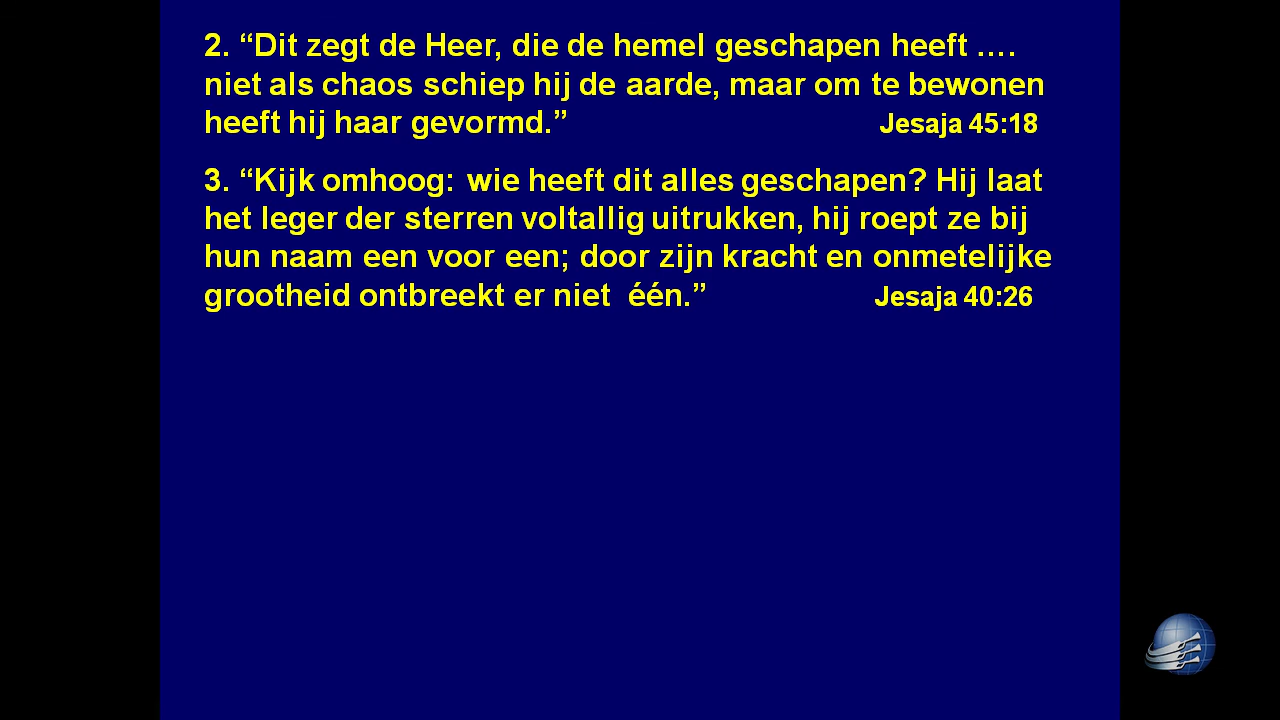 2. “Dit zegt de Heer, die de hemel geschapen heeft ….
niet als chaos schiep hij de aarde, maar om te bewonen
heeft hij haar gevormd.” Jesaja 45:18
3. “Kijk omhoog: wie heeft dit alles geschapen? Hij laat
het leger der sterren voltallig uitrukken, hij roept ze bij
hun naam een voor een; door zijn kracht en onmetelijke
grootheid ontbreekt er niet één.” Jesaja 40:26